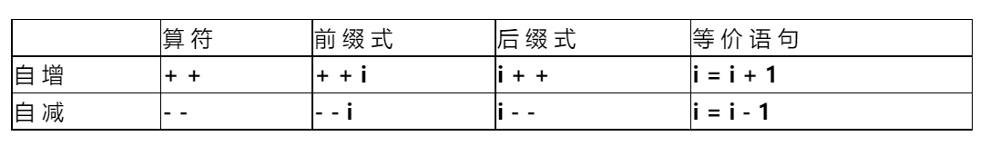 算符 前缀式 后缀式 等价语句
自增 ++ ++i i++ i=i+1
自减 -- --i i-- i=i-1